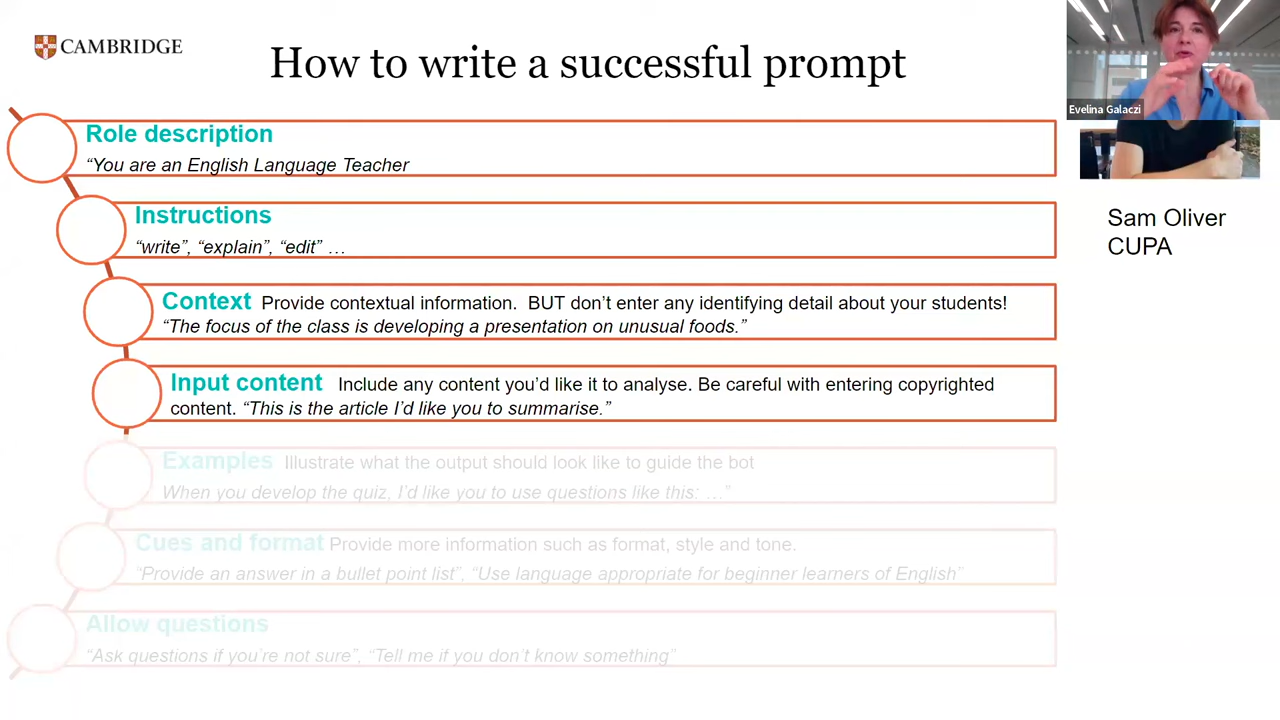 CAMBRIDGE
How to write a successful prompt
Evelina Galaczi
Role description
“You are an English Language Teacher
Instructions
“write”, “explain”, “edit” …
Context Provide contextual information. BUT don’t enter any identifying detail about your students!
“The focus of the class is developing a presentation on unusual foods.”
Input content Include any content you’d like it to analyse. Be careful with entering copyrighted
content. “This is the article I’d like you to summarise.”
Examples Illustrate what the output should look like to guide the bot
When you develop the quiz, I’d like you to use questions like this: …”
Cues and format Provide more information such as format, style and tone.
“Provide an answer in a bullet point list”, “Use language appropriate for beginner learners of English”
Allow questions
“Ask questions if you’re not sure”, “Tell me if you don’t know something”
Sam Oliver
CUPA